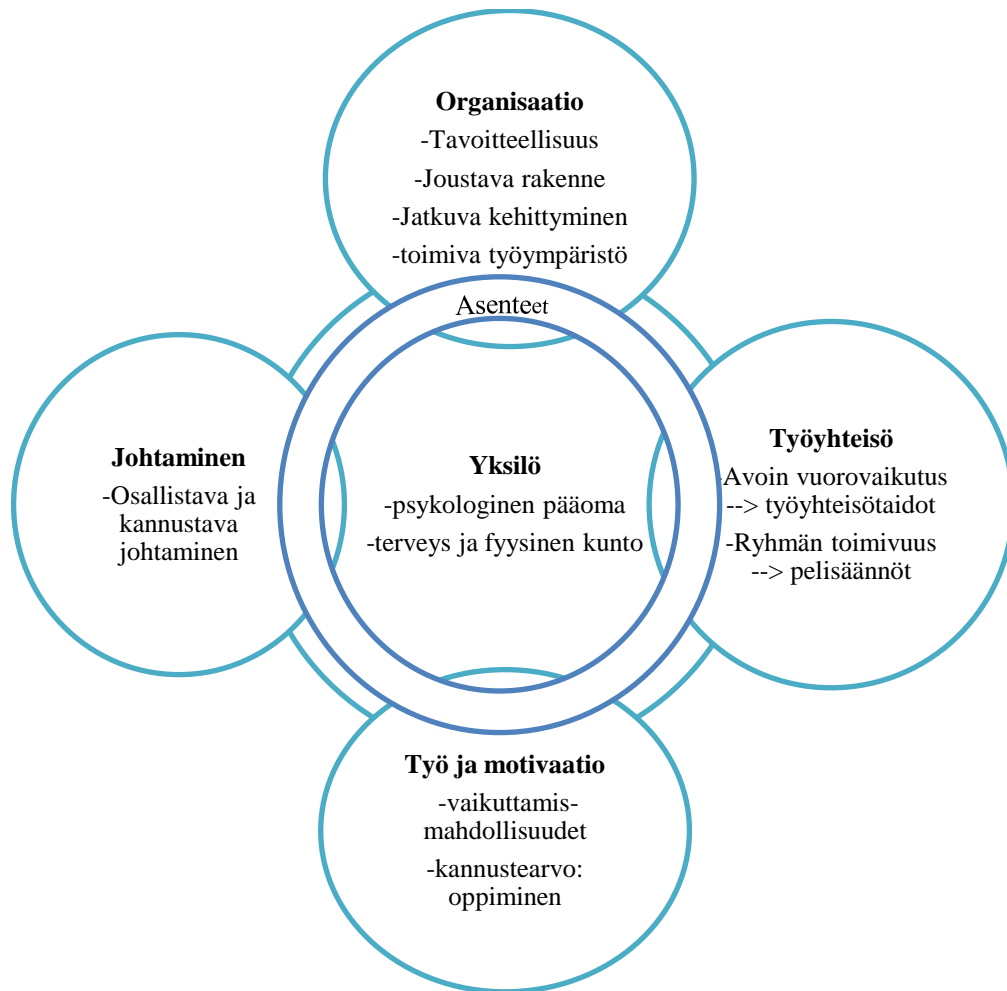 Organisaatio
-Tavoitteellisuus
-Joustava rakenne
-Jatkuva kehittyminen
-toimiva työympäristö
Asenteet
Johtaminen
-Osallistava ja
kannustava
johtaminen
Yksilö
-psykologinen pääoma
-terveys ja fyysinen kunto
Työyhteisö
-Avoin vuorovaikutus
--> työyhteisötaidot
-Ryhmän toimivuus
--> pelisäännöt
Työ ja motivaatio
-vaikuttamis-
mahdollisuudet
-kannustearvo:
oppiminen